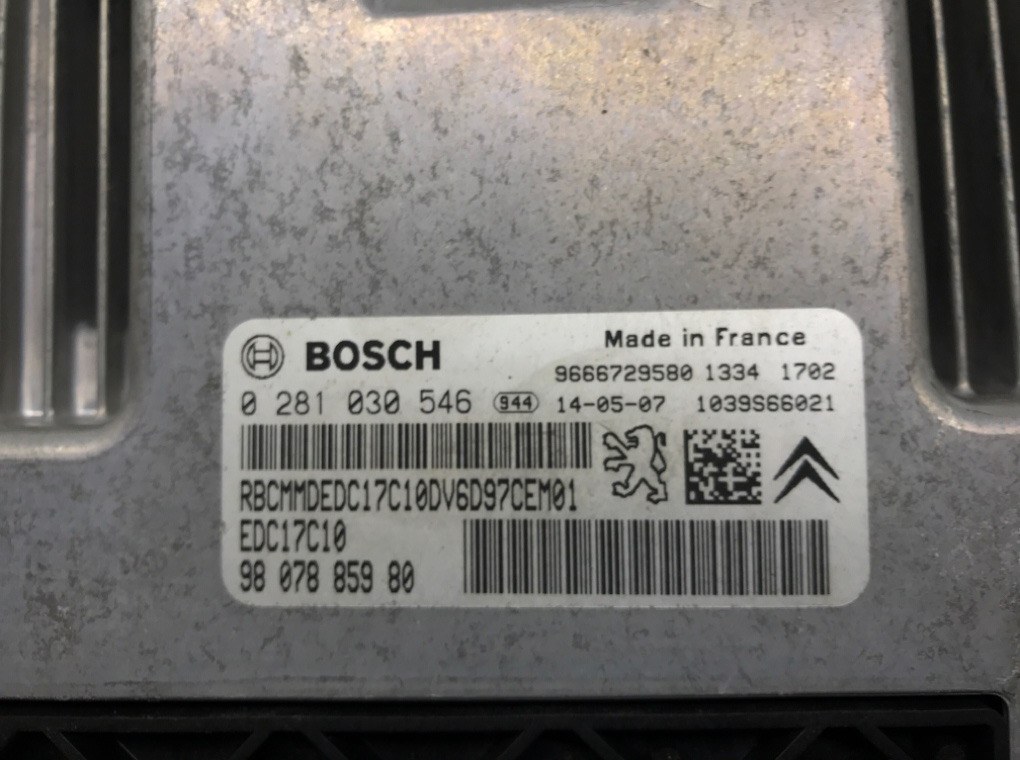 BOSCH
Made in France
9666729580 1334 1702
0 281 030 546 944 14-05-07 1039S66021
RBCMMDEDC17C10DV6D97CEM01
EDC17C10
98 078 859 80